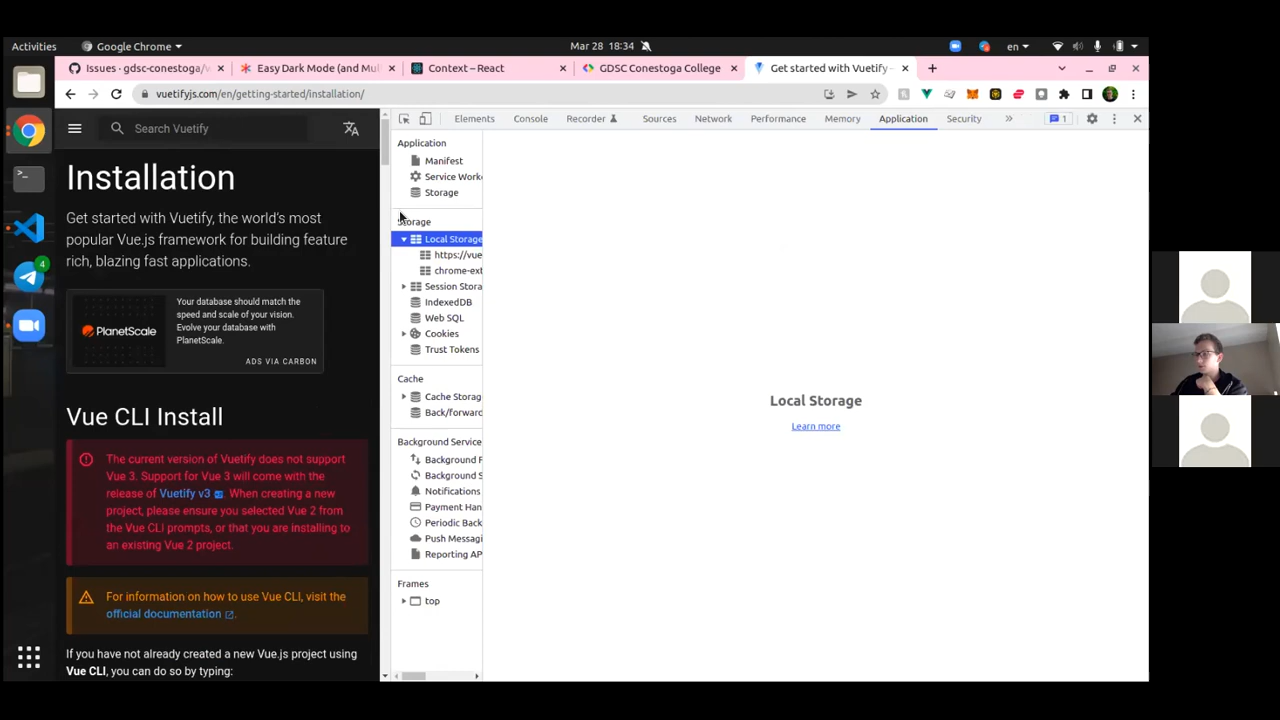 Activities
Google Chrome
Mar 28 18:34
en
Issues · gdsc-conestoga/
Easy Dark Mode (and Mul
Context – React
GDSC Conestoga College
Get started with Vuetify
vuetifyjs.com/en/getting-started/installation/
Search Vuetify
Elements
Console
Recorder
Sources
Network
Performance
Memory
Application
Security
1
4
Installation
Get started with Vuetify, the world's most
popular Vue.js framework for building feature
rich, blazing fast applications.
PlanetScale
Your database should match the
speed and scale of your vision.
Evolve your database with
PlanetScale.
ADS VIA CARBON
Vue CLI Install
The current version of Vuetify does not support
Vue 3. Support for Vue 3 will come with the
release of Vuetify v3. When creating a new
project, please ensure you selected Vue 2 from
the Vue CLI prompts, or that you are installing to
an existing Vue 2 project.
For information on how to use Vue CLI, visit the
official documentation.
If you have not already created a new Vue.js project using
Vue CLI, you can do so by typing:
Application
Manifest
Service Work
Storage
Storage
Local Storage
https://vue
chrome-ext
Session Stora
IndexedDB
Web SQL
Cookies
Trust Tokens
Cache
Cache Storag
Back/forward
Background Service
Background F
Background S
Notifications
Payment Han
Periodic Back
Push Messagi
Reporting AP
Frames
top
Local Storage
Learn more